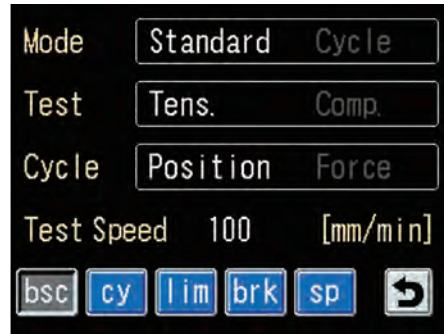 Mode Standard Cycle
Test Tens. Comp.
Cycle Position Force
Test Speed 100 [mm/min]
bsc cy lim brk sp